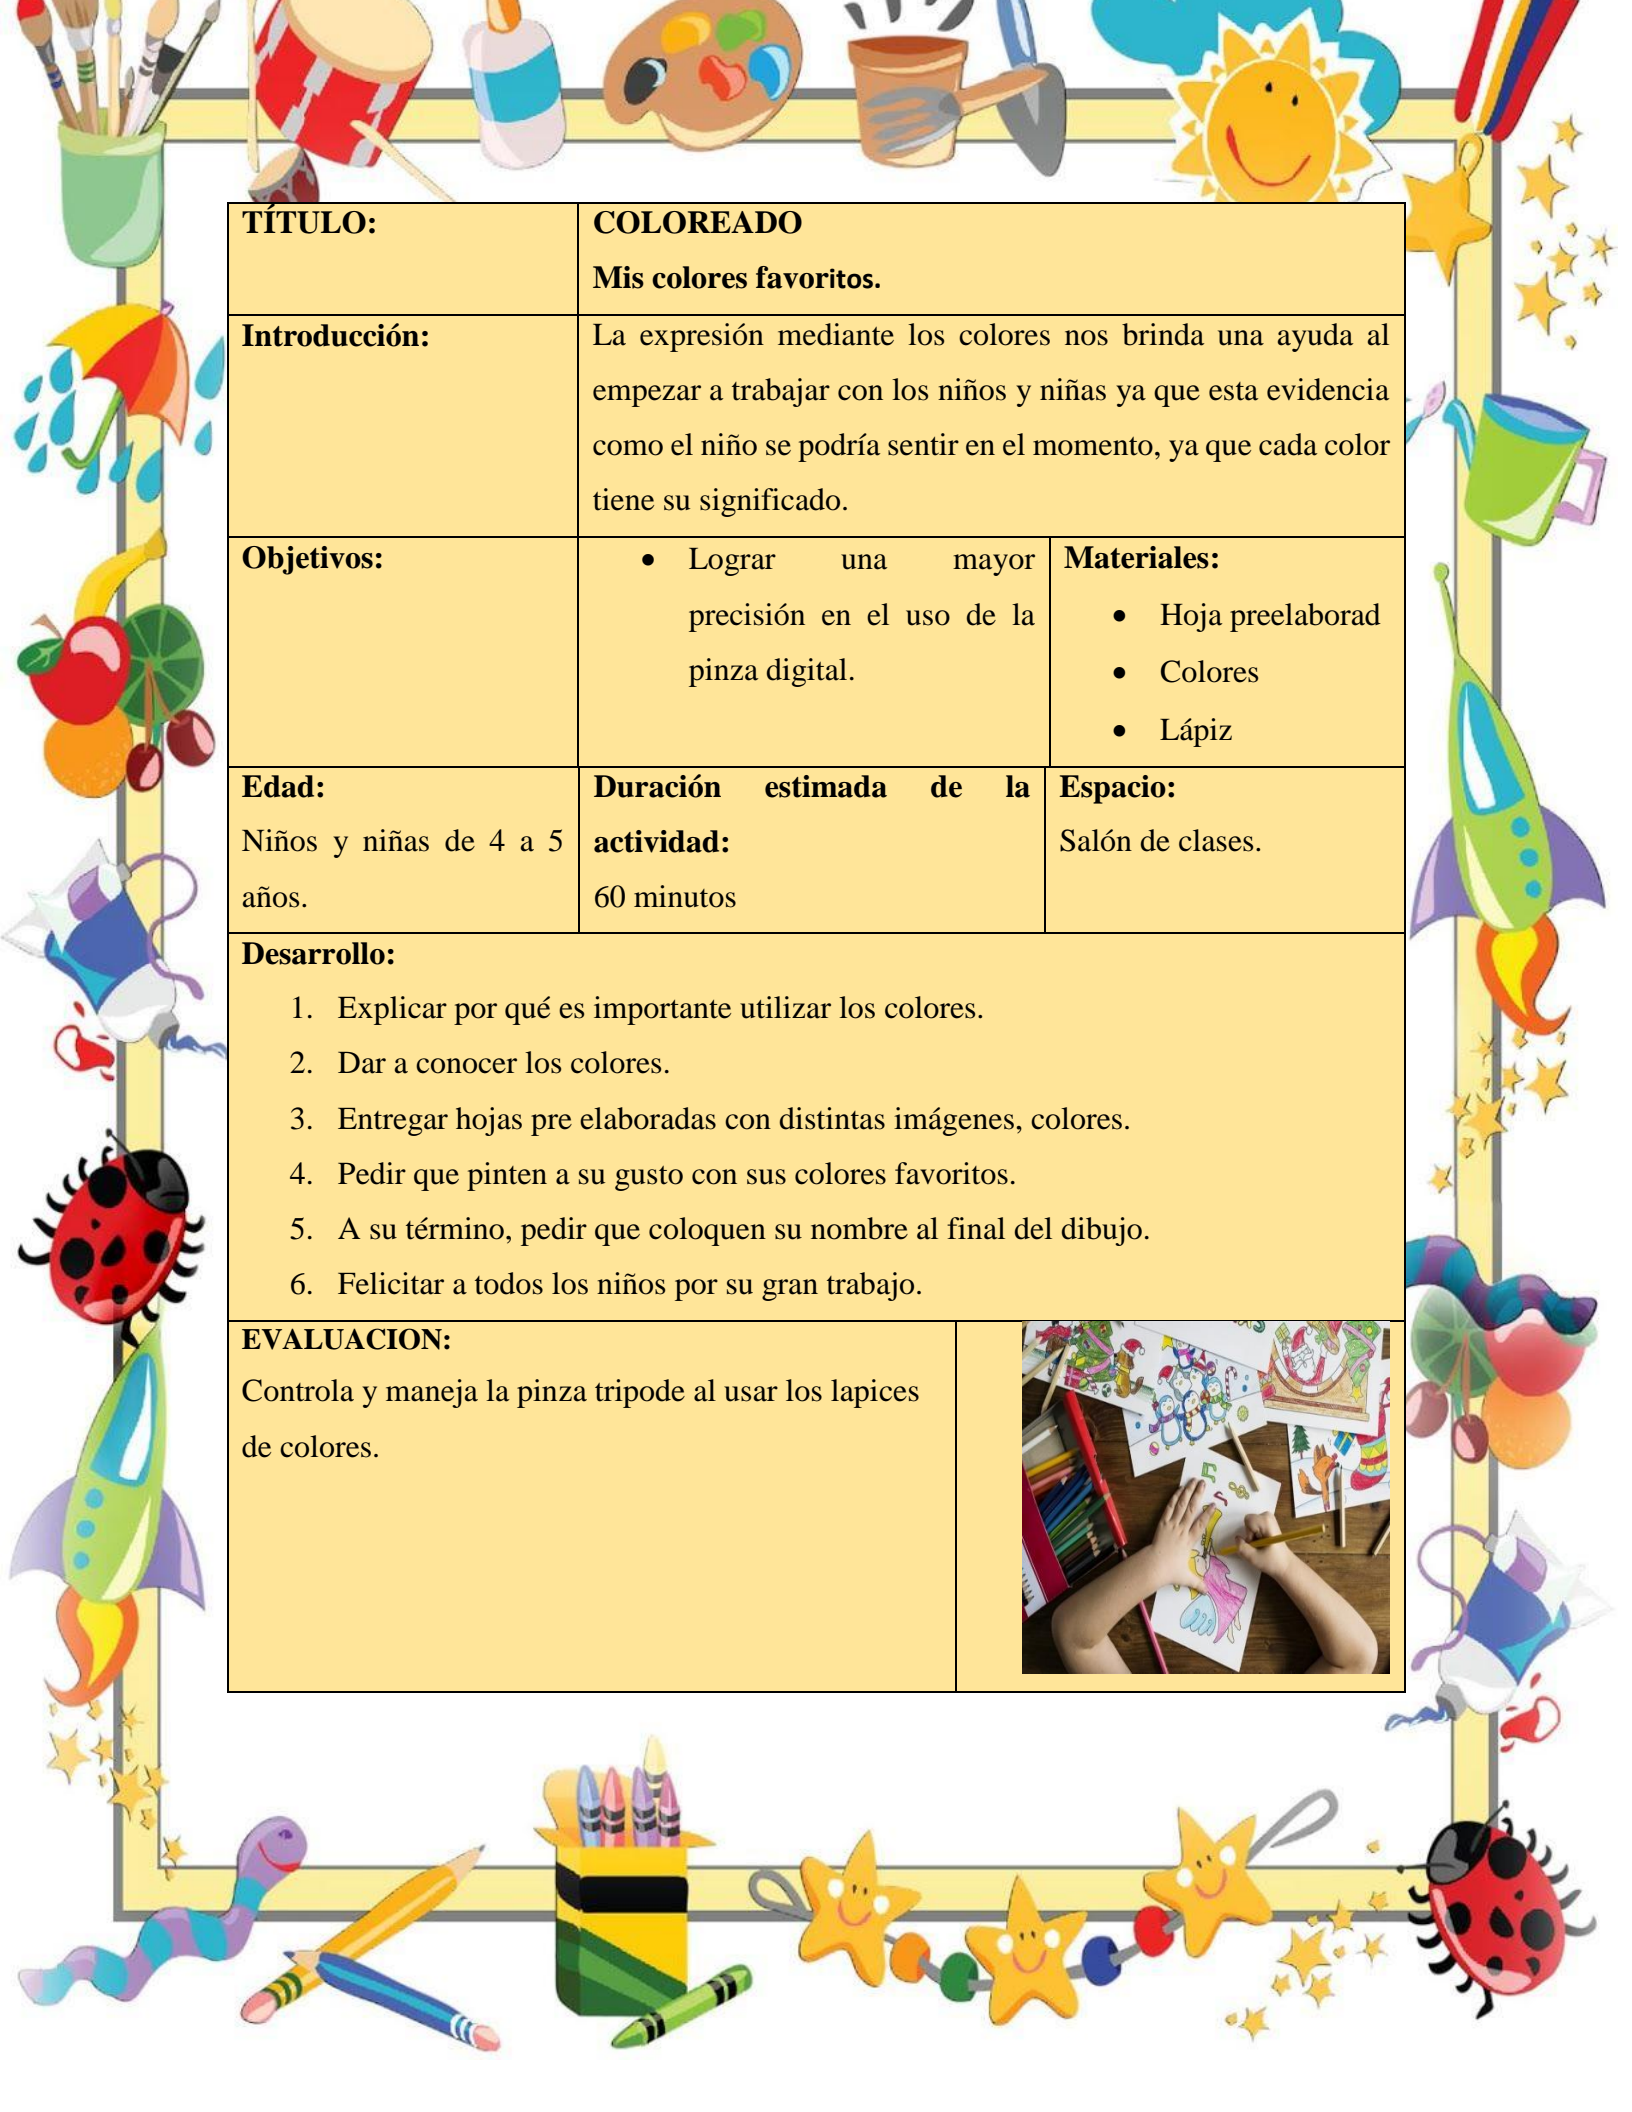 TÍTULO:
COLOREADO
Mis colores favoritos.
Introducción:
La expresión mediante los colores nos brinda una ayuda al
empezar a trabajar con los niños y niñas ya que esta evidencia
como el niño se podría sentir en el momento, ya que cada color
tiene su significado.
Objetivos:
• Lograr una mayor
precisión en el uso de la
pinza digital.
Materiales:
• Hoja preelaborad
• Colores
• Lápiz
Edad:
Niños y niñas de 4 a 5
años.
Duración estimada de la
actividad:
60 minutos
Espacio:
Salón de clases.
Desarrollo:
1. Explicar por qué es importante utilizar los colores.
2. Dar a conocer los colores.
3. Entregar hojas pre elaboradas con distintas imágenes, colores.
4. Pedir que pinten a su gusto con sus colores favoritos.
5. A su término, pedir que coloquen su nombre al final del dibujo.
6. Felicitar a todos los niños por su gran trabajo.
EVALUACION:
Controla y maneja la pinza tripode al usar los lapices
de colores.